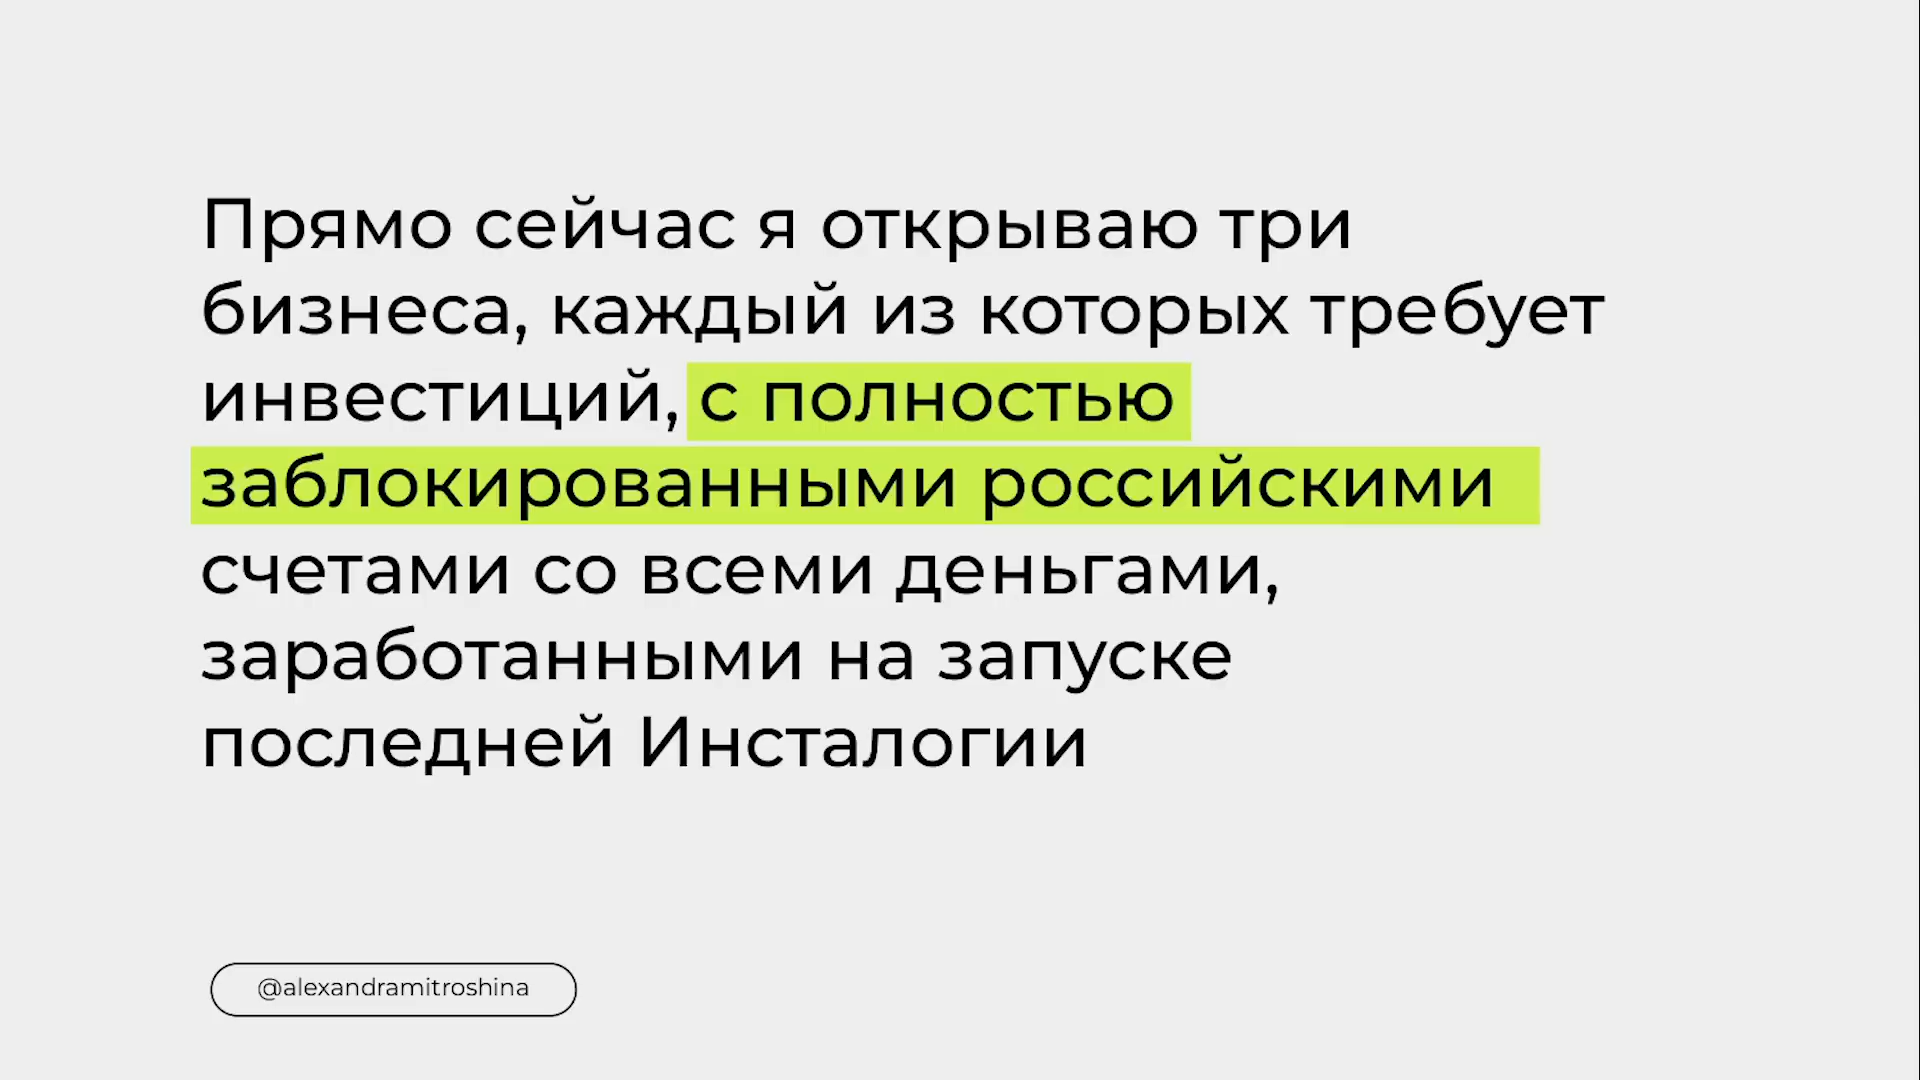 Прямо сейчас я открываю три
бизнеса, каждый из которых требует
инвестиций, с полностью
заблокированными российскими
счетами со всеми деньгами,
заработанными на запуске
последней Инсталогии
@alexandramitroshina